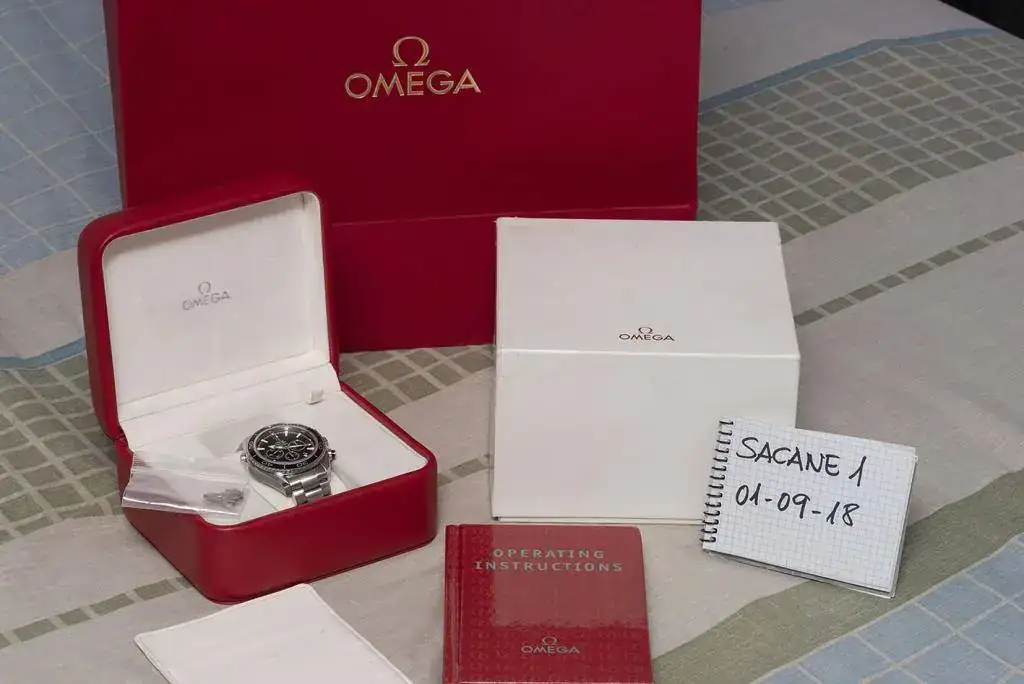 Ω
OMEGA
Ω
OMEGA
Ω
OMEGA
SACANE 1
01-09-18
OPERATING
INSTRUCTIONS
Ω
OMEGA